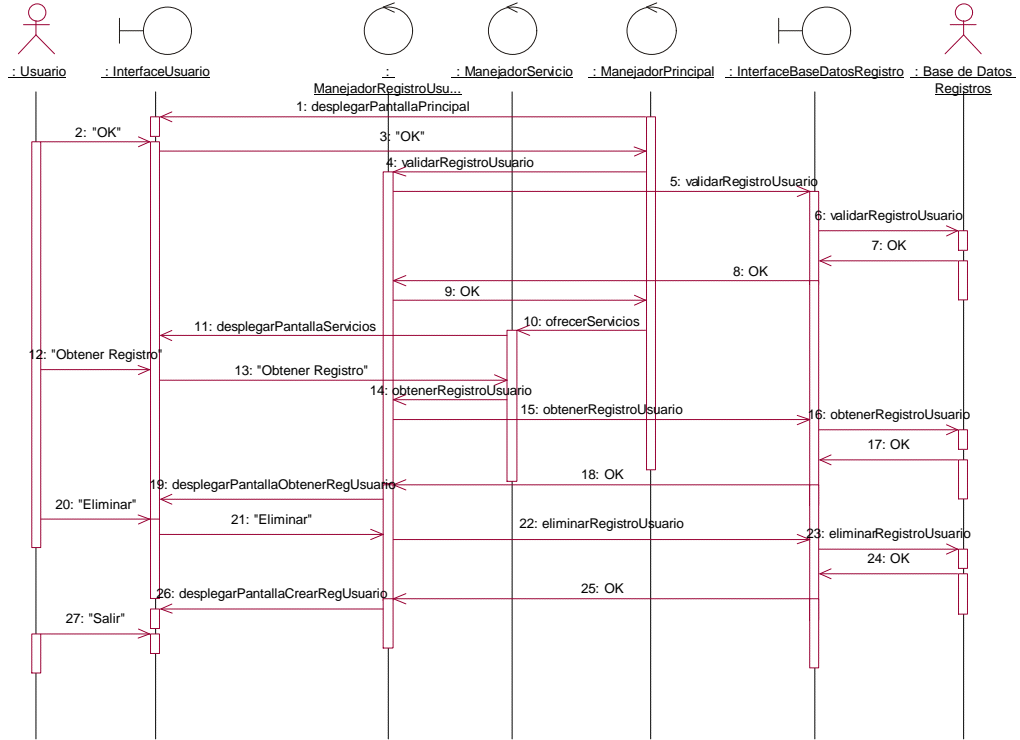 : Usuario
: InterfaceUsuario
:
ManejadorRegistroUsu...
: ManejadorServicio
: ManejadorPrincipal
: InterfaceBaseDatosRegistro
: Base de Datos
Registros
1: desplegarPantallaPrincipal
2: "OK"
3: "OK"
4: validarRegistroUsuario
5: validarRegistroUsuario
6: validarRegistroUsuario
7: OK
8: OK
9: OK
10: ofrecerServicios
11: desplegarPantallaServicios
12: "Obtener Registro"
13: "Obtener Registro"
14: obtenerRegistroUsuario
15: obtenerRegistroUsuario
16: obtenerRegistroUsuario
17: OK
18: OK
19: desplegarPantallaObtenerRegUsuario
20: "Eliminar"
21: "Eliminar"
22: eliminarRegistroUsuario
23: eliminarRegistroUsuario
24: OK
25: OK
26: desplegarPantallaCrearRegUsuario
27: "Salir"